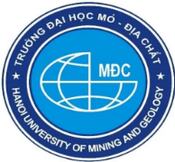 TRƯỜNG ĐẠI HỌC MỎ - ĐỊA CHẤT
MĐC
HANOI UNIVERSITY OF MINING AND GEOLOGY